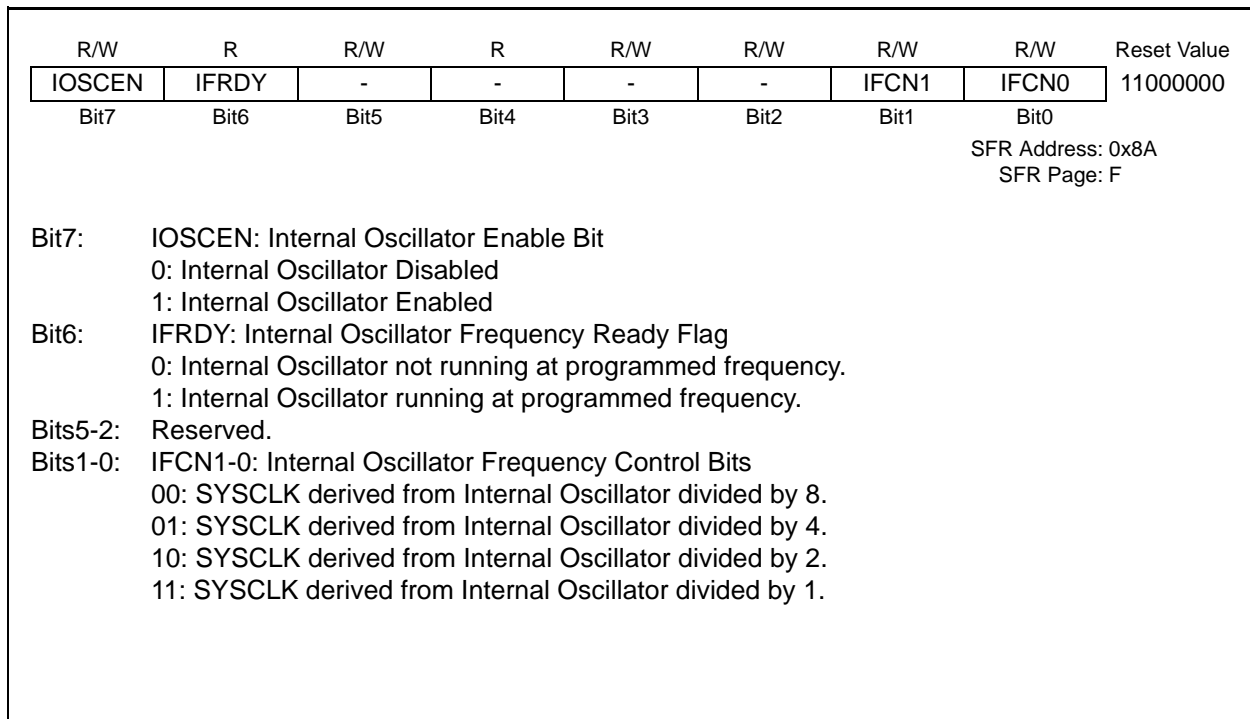 R/W R R/W R R/W R/W R/W R/W Reset Value
IOSCEN IFRDY - - - - IFCN1 IFCN0 11000000
Bit7 Bit6 Bit5 Bit4 Bit3 Bit2 Bit1 Bit0
SFR Address: 0x8A
SFR Page: F
Bit7: IOSCEN: Internal Oscillator Enable Bit
0: Internal Oscillator Disabled
1: Internal Oscillator Enabled
Bit6: IFRDY: Internal Oscillator Frequency Ready Flag
0: Internal Oscillator not running at programmed frequency.
1: Internal Oscillator running at programmed frequency.
Bits5-2: Reserved.
Bits1-0: IFCN1-0: Internal Oscillator Frequency Control Bits
00: SYSCLK derived from Internal Oscillator divided by 8.
01: SYSCLK derived from Internal Oscillator divided by 4.
10: SYSCLK derived from Internal Oscillator divided by 2.
11: SYSCLK derived from Internal Oscillator divided by 1.